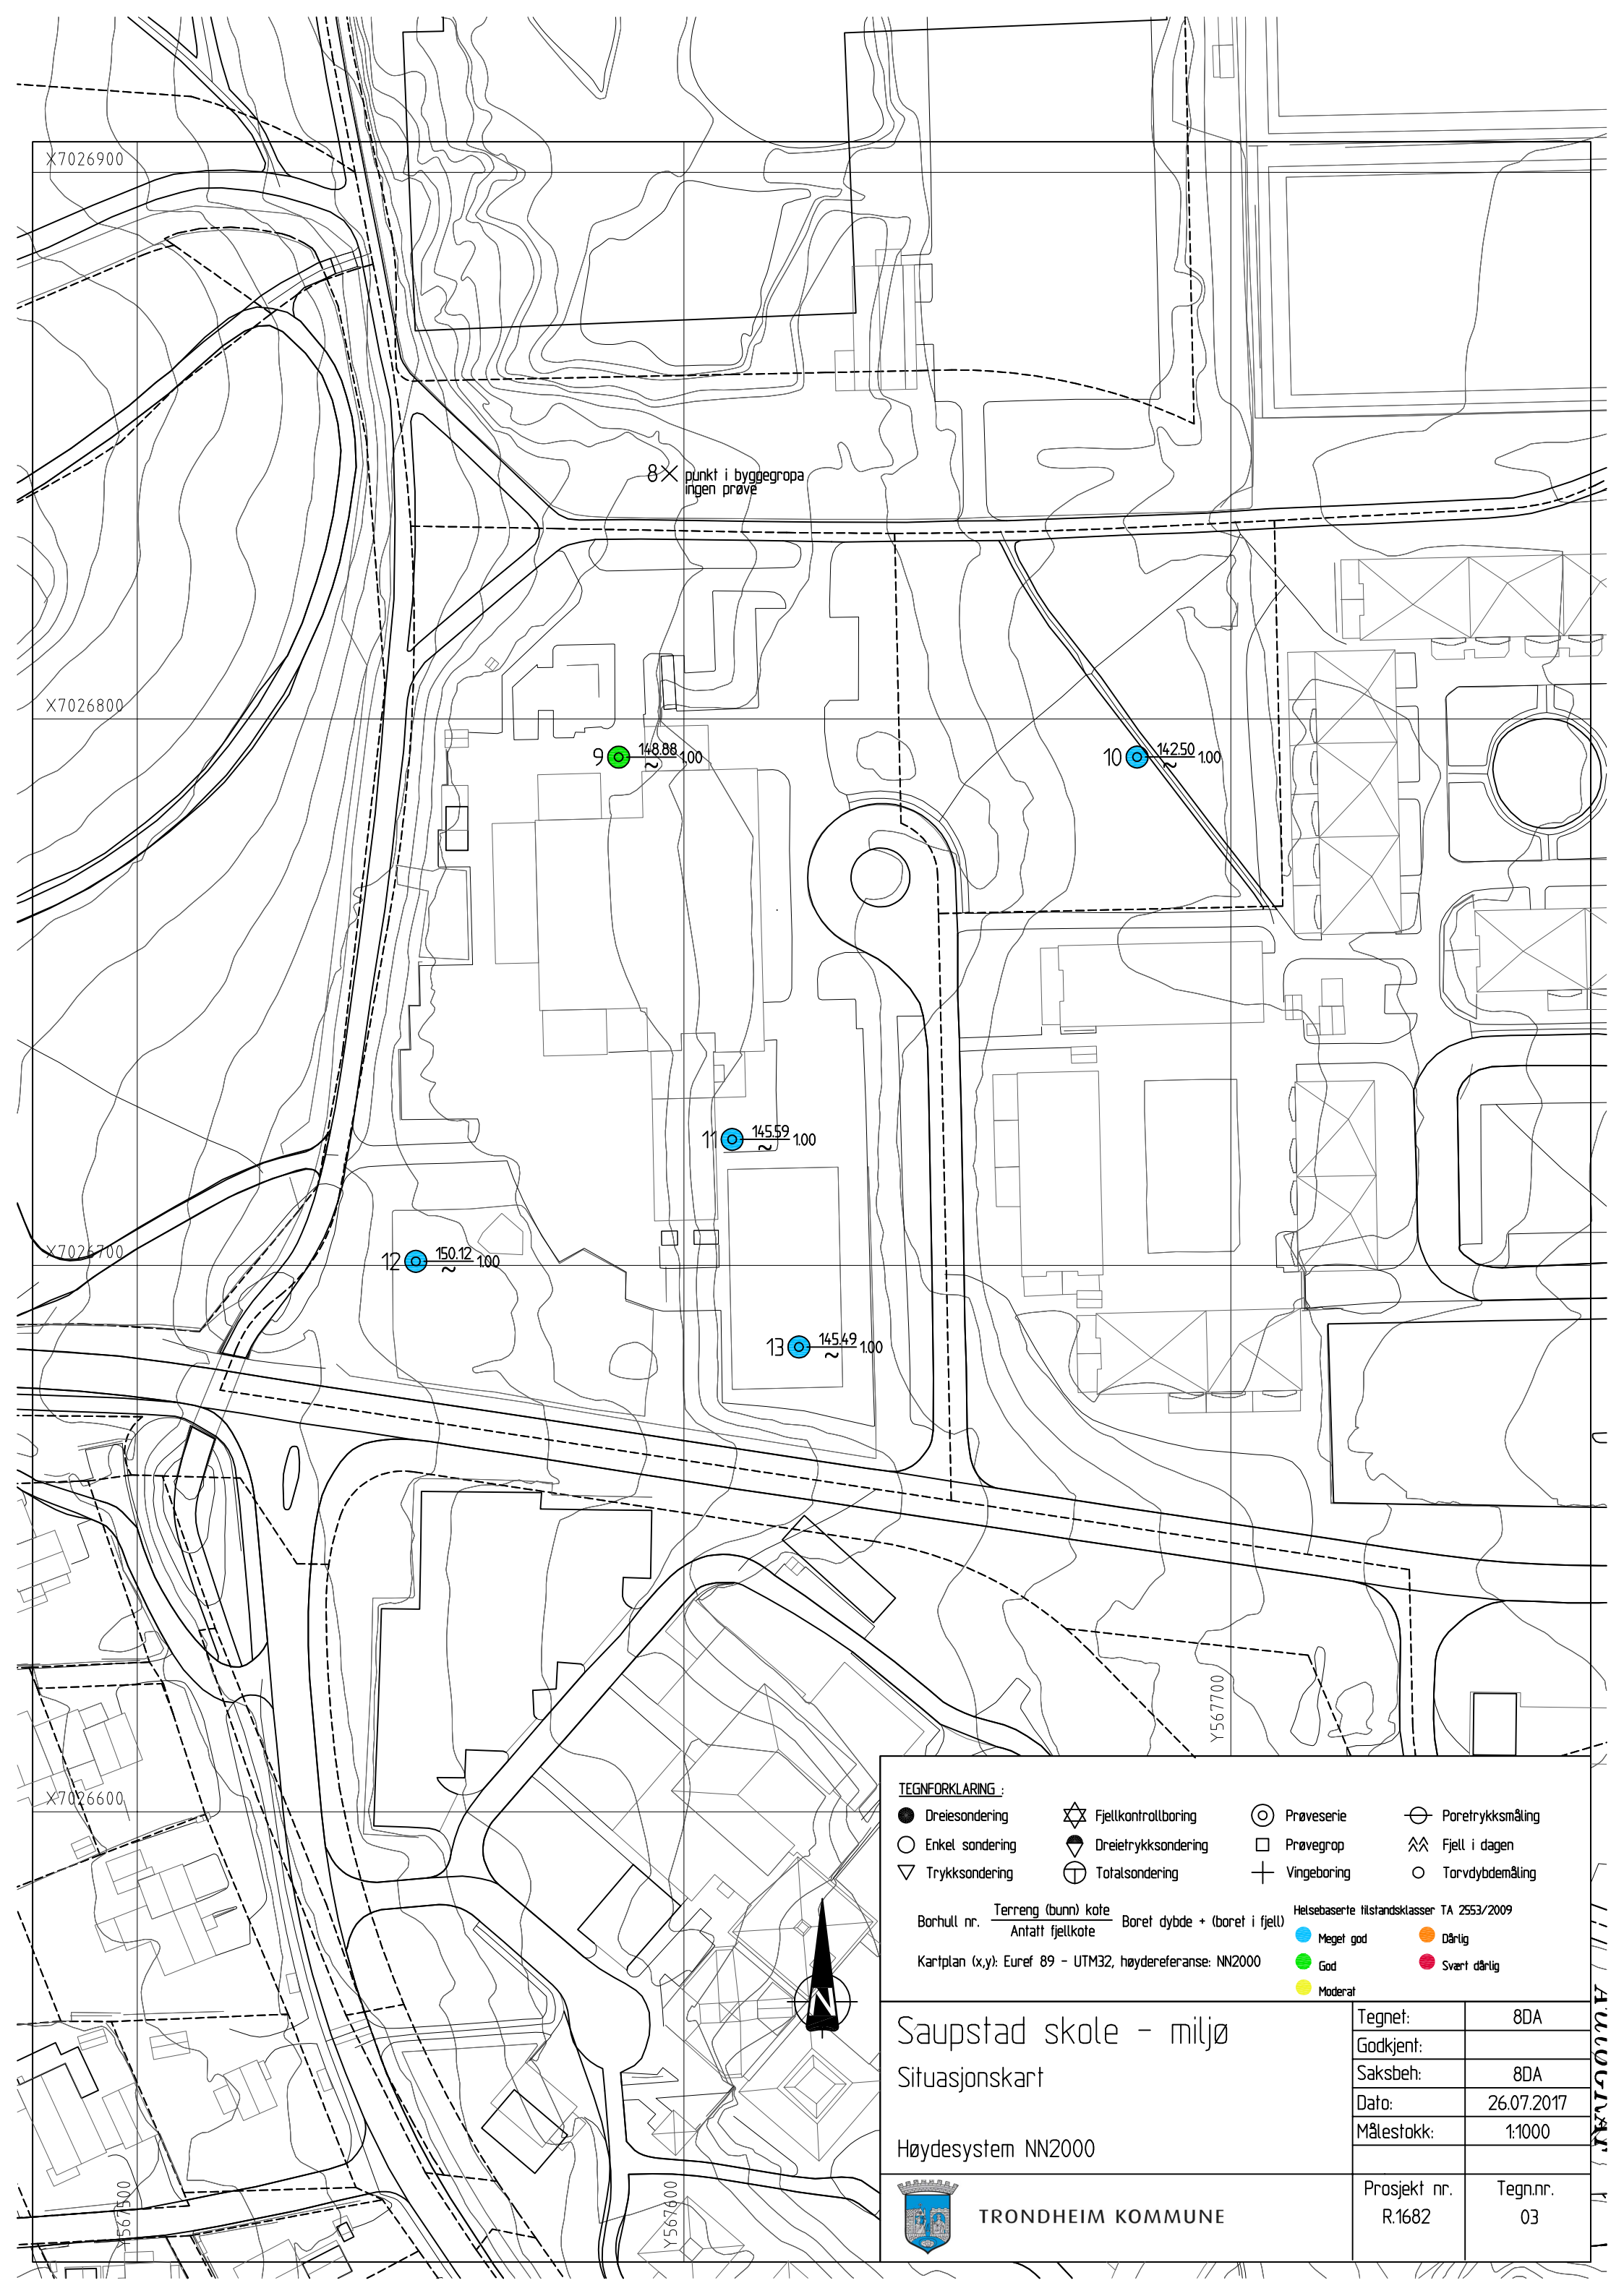 X7026900
8 punkt i byggegropa
ingen prøve
X7026800
9 148.88 ~ 1.00
10 142.50 ~ 1.00
11 145.59 ~ 1.00
X7026700
12 150.12 ~ 1.00
13 145.49 ~ 1.00
Y567700
X7026600
TEGNFORKLARING :
Dreiesondering Fjellkontrollboring Prøveserie Poretrykksmåling
Enkel sondering Dreietrykksondering Prøvegrop Fjell i dagen
Trykksondering Totalsondering Vingeboring Torvdybdemåling
Borhull nr. Terreng (bunn) kote Boret dybde + (boret i fjell)
Antatt fjellkote
Helsebaserte tilstandsklasser TA 2553/2009
Meget god Dårlig
God Svært dårlig
Moderat
Kartplan (x,y): Euref 89 - UTM32, høydereferanse: NN2000
N
Saupstad skole - miljø
Situasjonskart
Høydesystem NN2000
Tegnet: 8DA
Godkjent:
Saksbeh: 8DA
Dato: 26.07.2017
Målestokk: 1:1000
Prosjekt nr. Tegn.nr.
R.1682 03
TRONDHEIM KOMMUNE
Y567500
Y567600